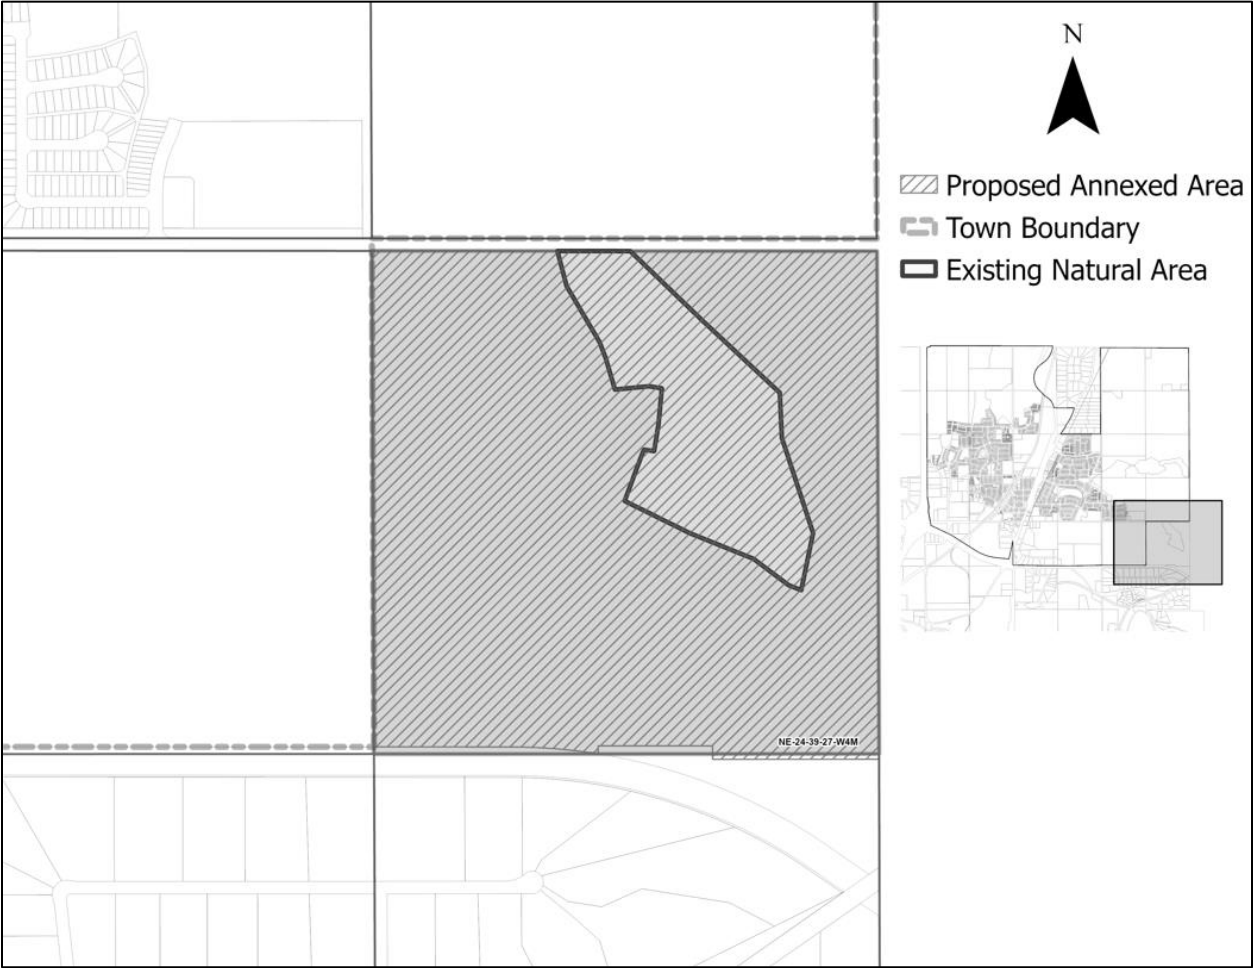 N
Proposed Annexed Area
Town Boundary
Existing Natural Area
NE-24-39-27-W4M